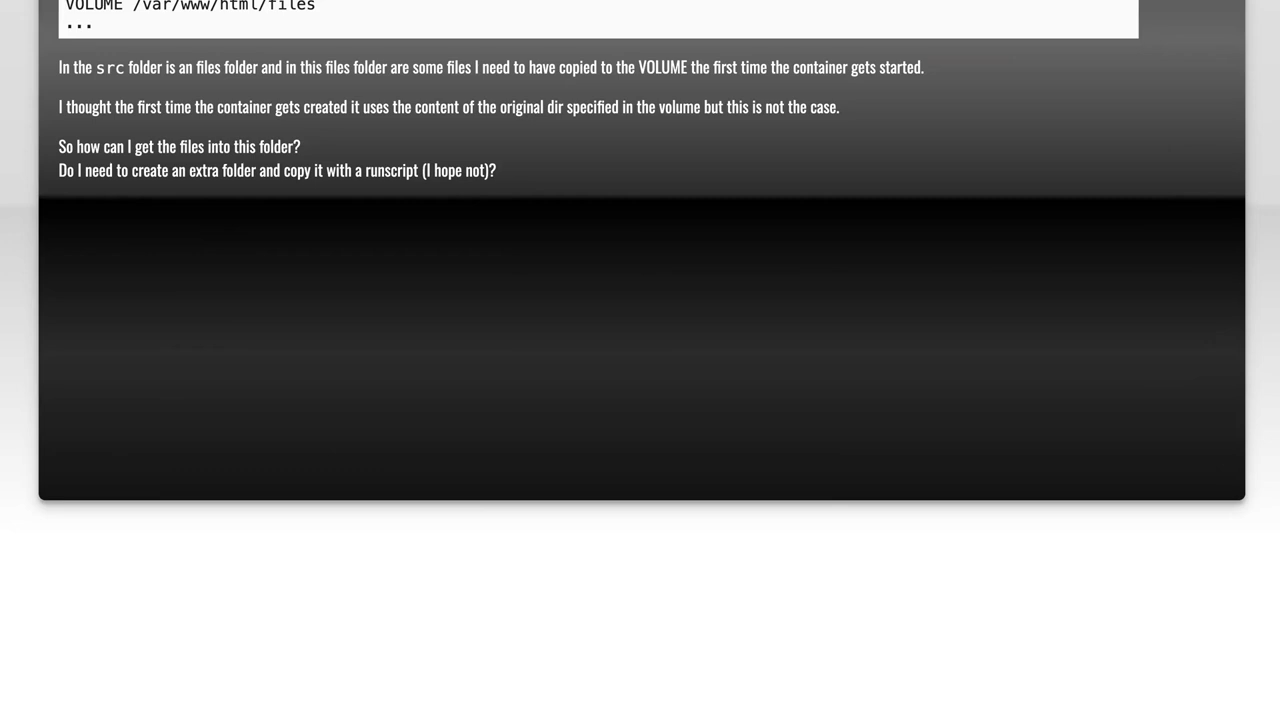 VOLUME /var/www/html/files
...
In the src folder is an files folder and in this files folder are some files I need to have copied to the VOLUME the first time the container gets started.
I thought the first time the container gets created it uses the content of the original dir specified in the volume but this is not the case.
So how can I get the files into this folder?
Do I need to create an extra folder and copy it with a runscript (I hope not)?